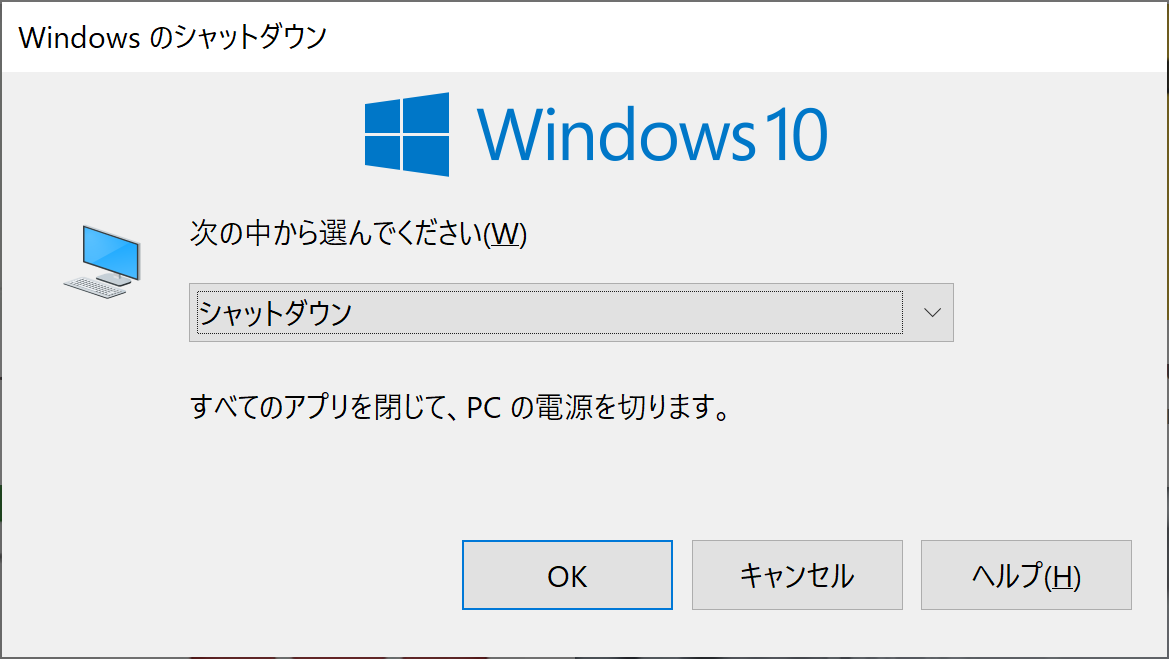 Windows のシャットダウン
Windows 10
次の中から選んでください(W)
シャットダウン
すべてのアプリを閉じて、PC の電源を切ります。
OK
キャンセル
ヘルプ(H)